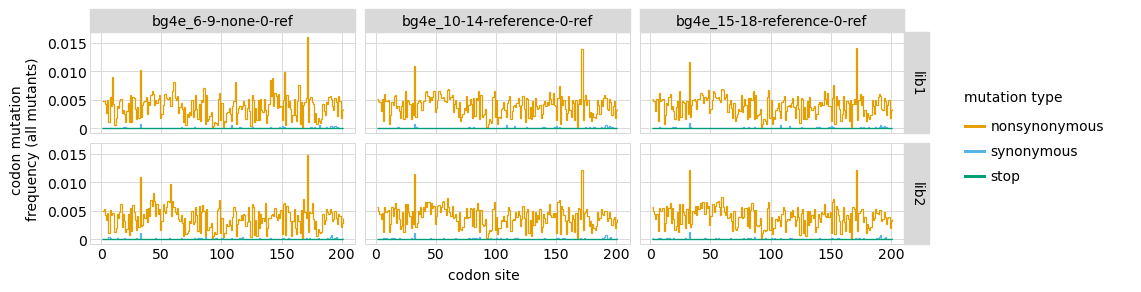 bg4e_6-9-none-0-ref bg4e_10-14-reference-0-ref bg4e_15-18-reference-0-ref
codon mutation
frequency (all mutants)
0.015
0.010
0.005
0
lib1
0.015
0.010
0.005
0
lib2
0 50 100 150 200 0 50 100 150 200 0 50 100 150 200
codon site
mutation type
nonsynonymous
synonymous
stop